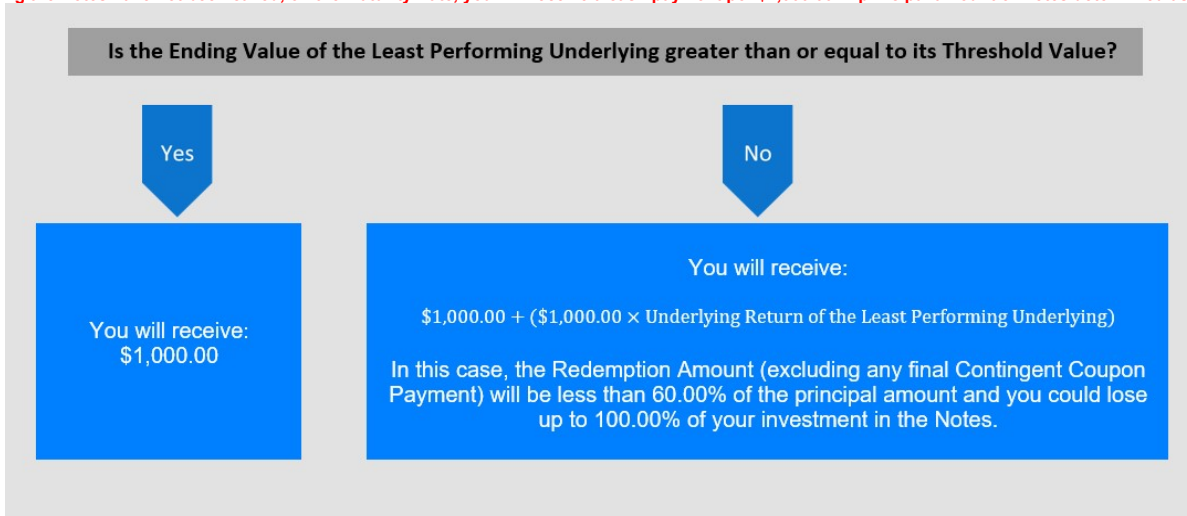 Is the Ending Value of the Least Performing Underlying greater than or equal to its Threshold Value?
Yes
No
You will receive:
$1,000.00
You will receive:
$1,000.00 + ($1,000.00 × Underlying Return of the Least Performing Underlying)
In this case, the Redemption Amount (excluding any final Contingent Coupon
Payment) will be less than 60.00% of the principal amount and you could lose
up to 100.00% of your investment in the Notes.